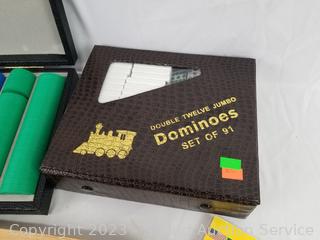 DOUBLE TWELVE JUMBO
Dominoes
SET OF 91
Copyright 2023
Auction Service